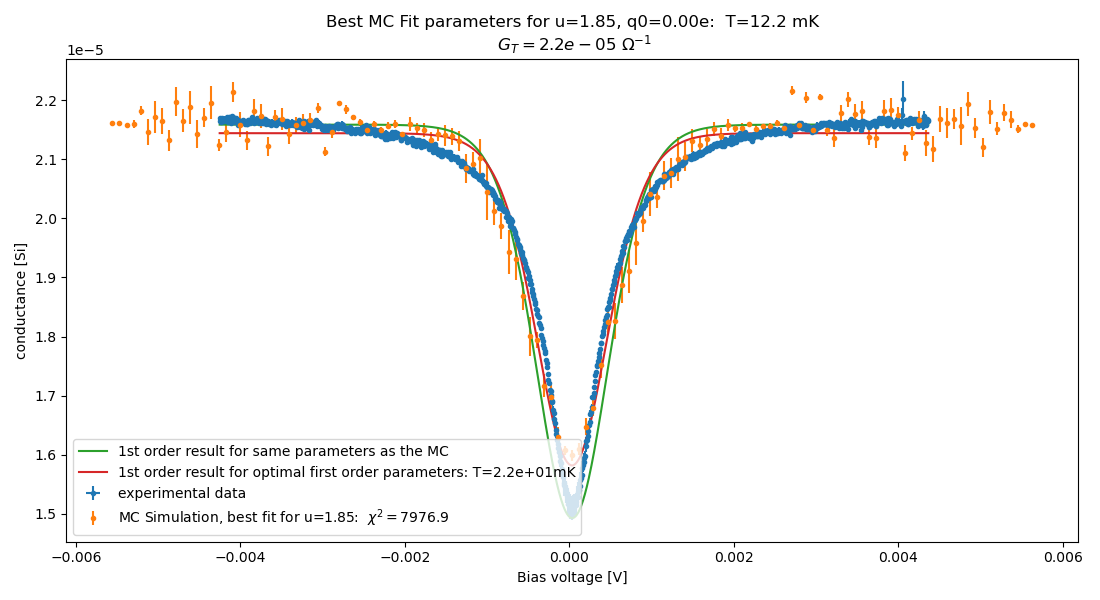 Best MC Fit parameters for u=1.85, q0=0.00e:  T=12.2 mK
$G_T = 2.2e-05\ \Omega^{-1}$
1e−5
2.2
2.1
2.0
1.9
1.8
1.7
1.6
1.5
conductance [Si]
1st order result for same parameters as the MC
1st order result for optimal first order parameters: T=2.2e+01mK
experimental data
MC Simulation, best fit for u=1.85:  $\chi^2 = 7976.9$
−0.006 −0.004 −0.002 0.000 0.002 0.004 0.006
Bias voltage [V]